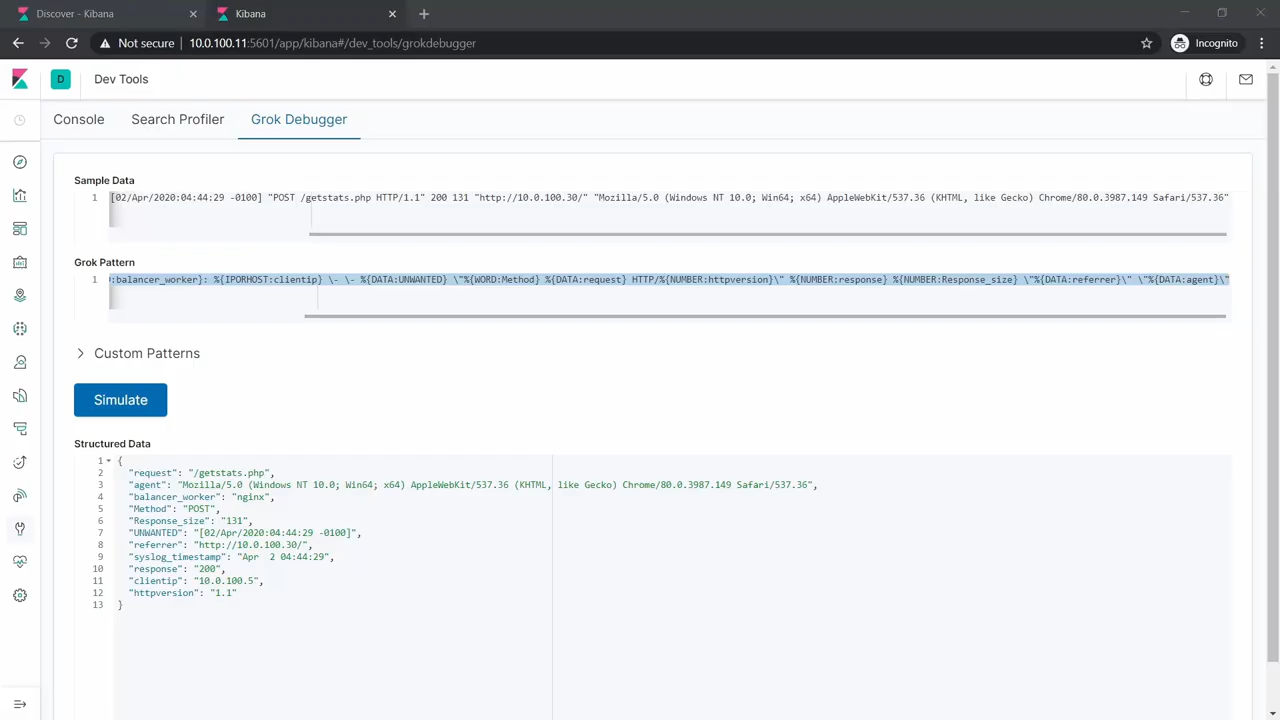 Discover - Kibana
Kibana
Not secure
10.0.100.11:5601/app/kibana#/dev_tools/grokdebugger
Incognito
D
Dev Tools
Console
Search Profiler
Grok Debugger
Sample Data
1 [02/Apr/2020:04:44:29 -0100] "POST /getstats.php HTTP/1.1" 200 131 "http://10.0.100.30/" "Mozilla/5.0 (Windows NT 10.0; Win64; x64) AppleWebKit/537.36 (KHTML, like Gecko) Chrome/80.0.3987.149 Safari/537.36"
Grok Pattern
1 :balancer_worker}: %{IPORHOST:clientip} \- \- %{DATA:UNWANTED} \"%{WORD:Method} %{DATA:request} HTTP/%{NUMBER:httpversion}\" %{NUMBER:response} %{NUMBER:Response_size} \"%{DATA:referrer}\" \"%{DATA:agent}\"
Custom Patterns
Simulate
Structured Data
1 {
2 "request": "/getstats.php",
3 "agent": "Mozilla/5.0 (Windows NT 10.0; Win64; x64) AppleWebKit/537.36 (KHTML, like Gecko) Chrome/80.0.3987.149 Safari/537.36",
4 "balancer_worker": "nginx",
5 "Method": "POST",
6 "Response_size": "131",
7 "UNWANTED": "[02/Apr/2020:04:44:29 -0100]",
8 "referrer": "http://10.0.100.30/",
9 "syslog_timestamp": "Apr  2 04:44:29",
10 "response": "200",
11 "clientip": "10.0.100.5",
12 "httpversion": "1.1"
13 }